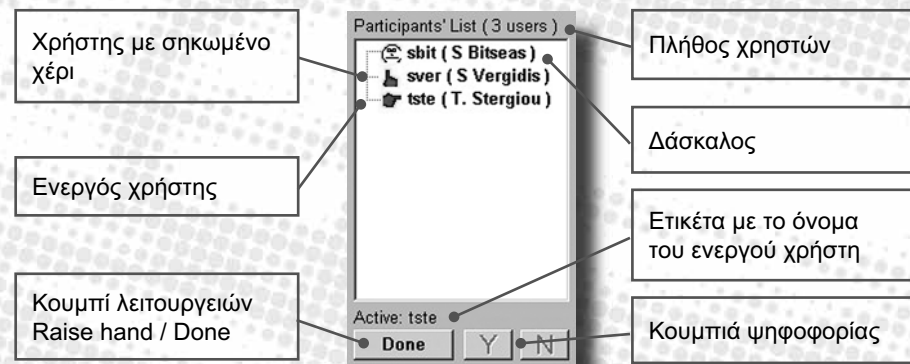 Χρήστης με σηκωμένο
χέρι
Ενεργός χρήστης
Κουμπί λειτουργειών
Raise hand / Done
Participants' List ( 3 users )
sbit ( S Bitseas )
sver ( S Vergidis )
tste ( T. Stergiou )
Active: tste
Done
Y
N
Πλήθος χρηστών
Δάσκαλος
Ετικέτα με το όνομα
του ενεργού χρήστη
Κουμπιά ψηφοφορίας